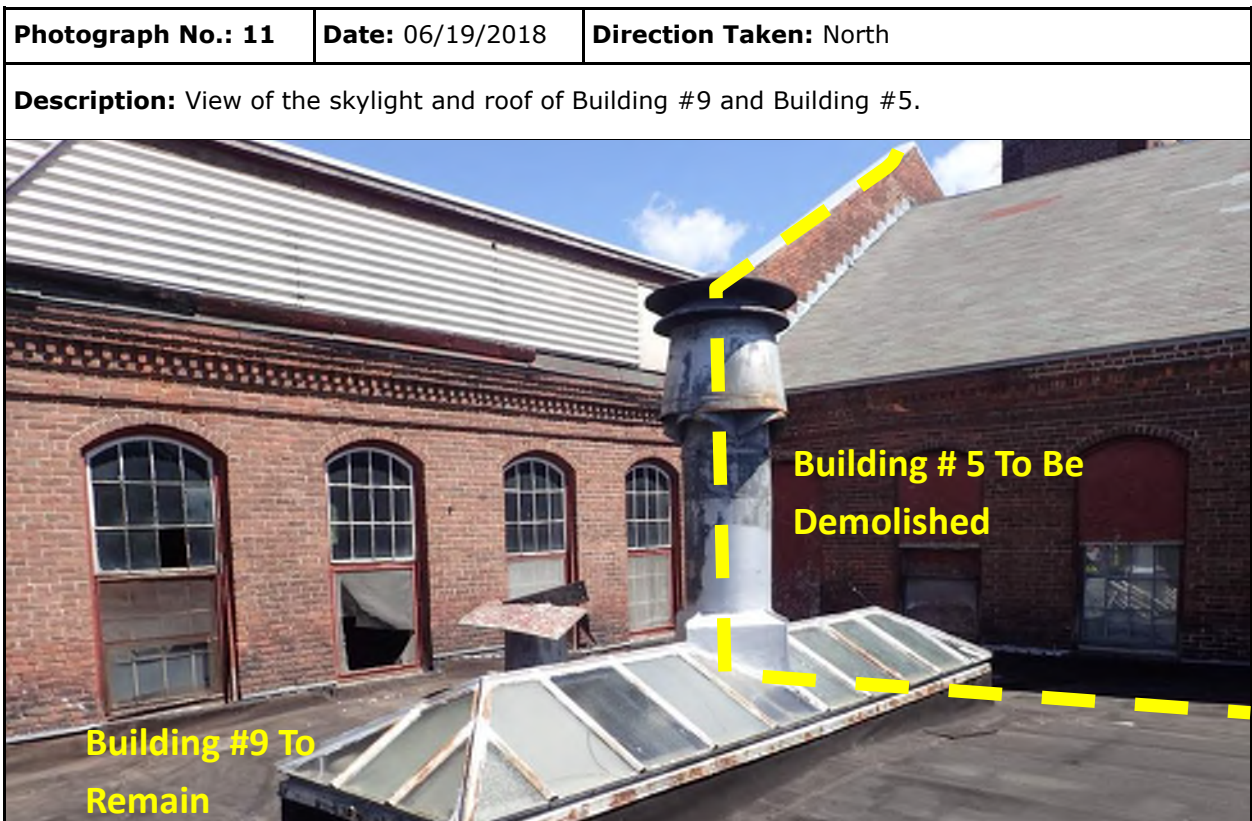 Photograph No.: 11 Date: 06/19/2018 Direction Taken: North
Description: View of the skylight and roof of Building #9 and Building #5.
Building # 5 To Be
Demolished
Building #9 To
Remain